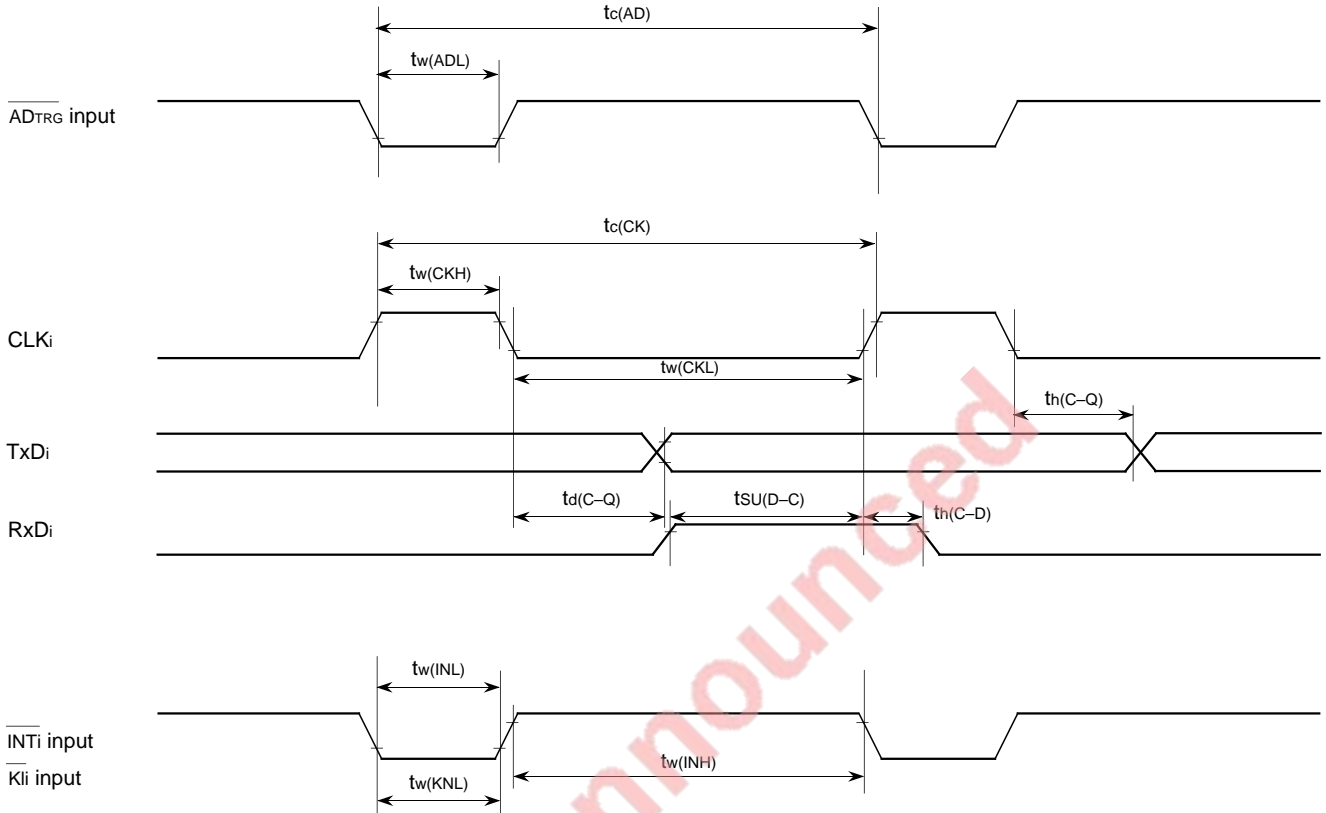 tc(AD)
tw(ADL)
ADTRG input
tc(CK)
tw(CKH)
CLKi
tw(CKL)
th(C–Q)
TxDi
td(C–Q)
tSU(D–C)
th(C–D)
RxDi
tw(INL)
INTi input
KIi input
tw(INH)
tw(KNL)
nnounced